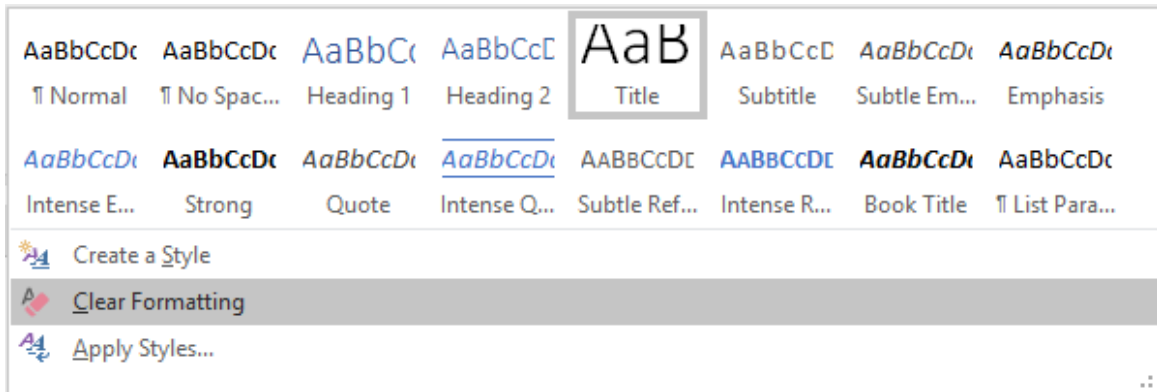 AaBbCcDc AaBbCcDc AaBbCc AaBbCcD AaB AaBbCcD AaBbCcDc AaBbCcDc
¶ Normal ¶ No Spac... Heading 1 Heading 2 Title Subtitle Subtle Em... Emphasis
AaBbCcDc AaBbCcDc AaBbCcDc AaBbCcDc AABBCCDD AABBCCDD AaBbCcDc AaBbCcDc
Intense E... Strong Quote Intense Q... Subtle Ref... Intense R... Book Title ¶ List Para...
Create a Style
Clear Formatting
Apply Styles...